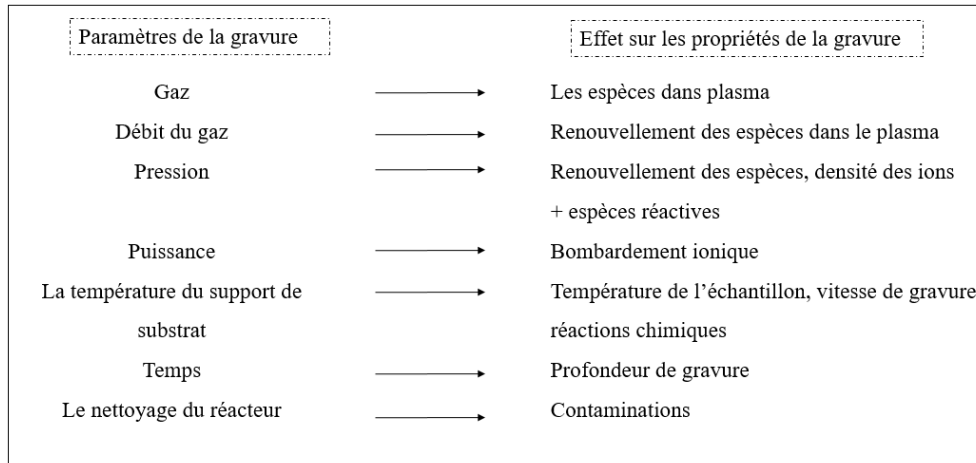 Paramètres de la gravure
Effet sur les propriétés de la gravure
Gaz
Les espèces dans plasma
Débit du gaz
Renouvellement des espèces dans le plasma
Pression
Renouvellement des espèces, densité des ions
+ espèces réactives
Puissance
Bombardement ionique
La température du support de
Température de l’échantillon, vitesse de gravure
substrat
réactions chimiques
Temps
Profondeur de gravure
Le nettoyage du réacteur
Contaminations